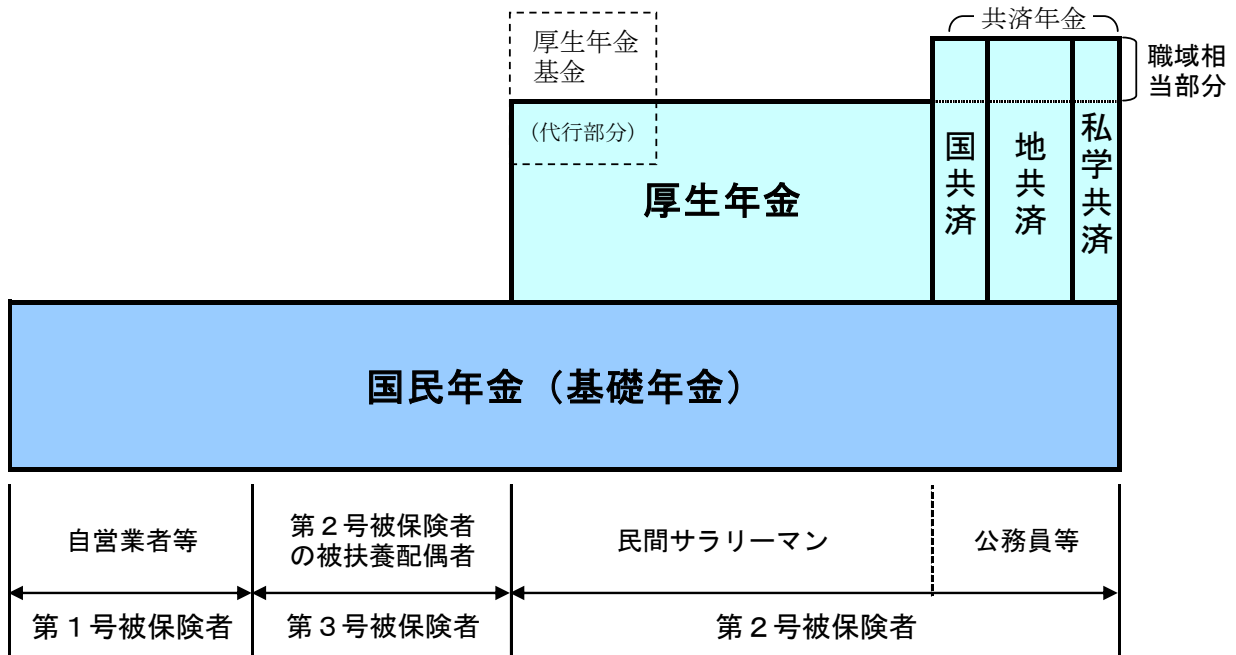 共済年金
厚生年金
基金
(代行部分)
職域相
当部分
厚生年金
国共済
地共済
私学共済
国民年金（基礎年金）
自営業者等
第２号被保険者
の被扶養配偶者
民間サラリーマン
公務員等
第１号被保険者
第３号被保険者
第２号被保険者